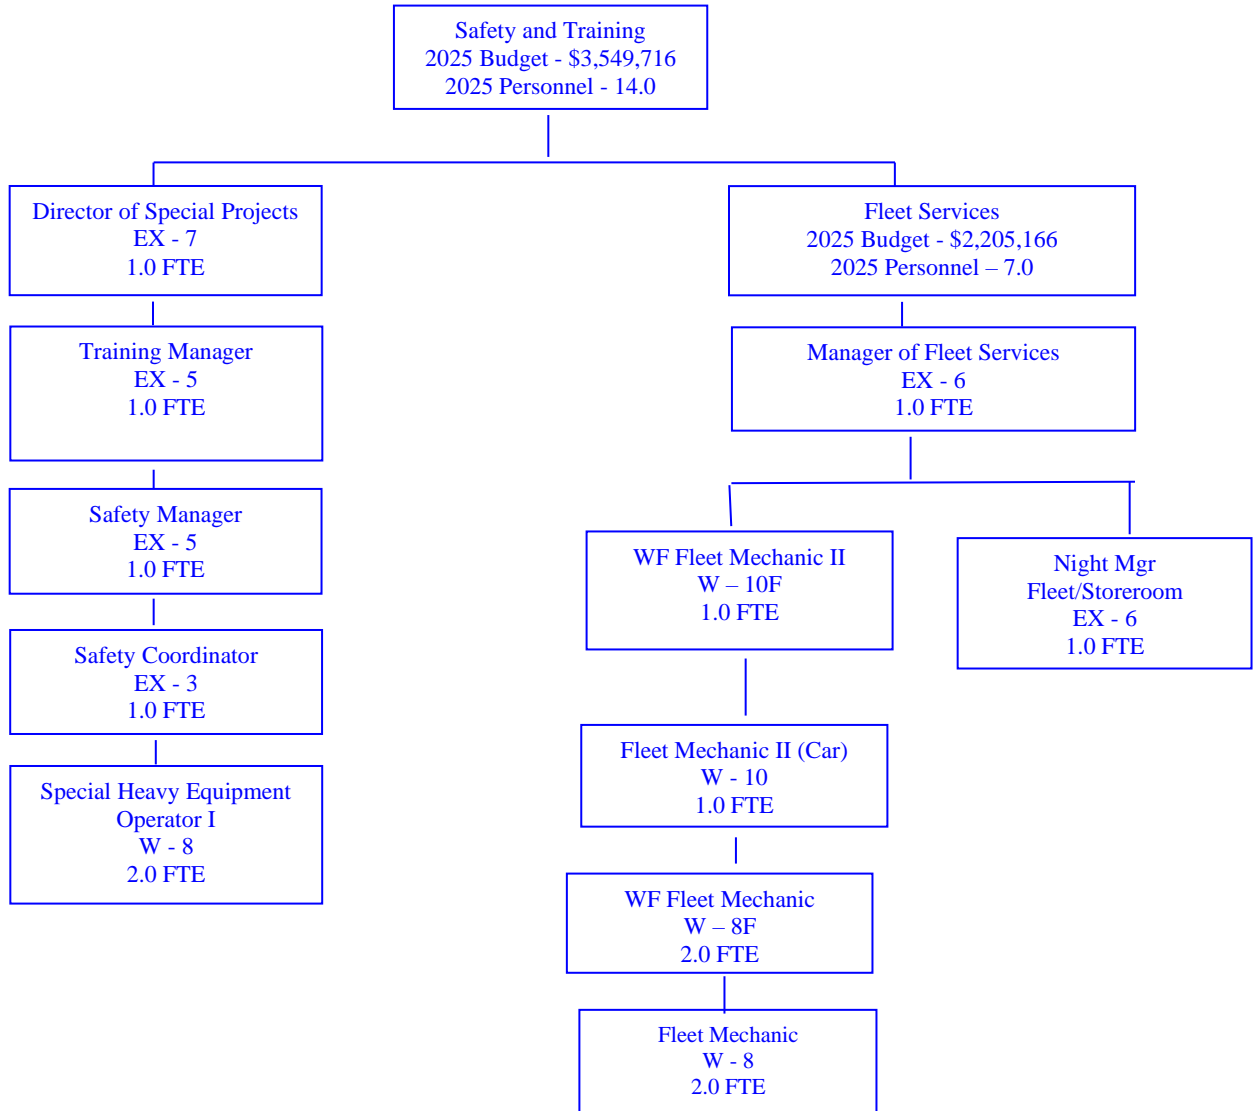 Safety and Training
2025 Budget - $3,549,716
2025 Personnel - 14.0
Director of Special Projects
EX - 7
1.0 FTE
Fleet Services
2025 Budget - $2,205,166
2025 Personnel – 7.0
Training Manager
EX - 5
1.0 FTE
Manager of Fleet Services
EX - 6
1.0 FTE
Safety Manager
EX - 5
1.0 FTE
WF Fleet Mechanic II
W – 10F
1.0 FTE
Night Mgr
Fleet/Storeroom
EX - 6
1.0 FTE
Safety Coordinator
EX - 3
1.0 FTE
Fleet Mechanic II (Car)
W - 10
1.0 FTE
Special Heavy Equipment
Operator I
W - 8
2.0 FTE
WF Fleet Mechanic
W – 8F
2.0 FTE
Fleet Mechanic
W - 8
2.0 FTE